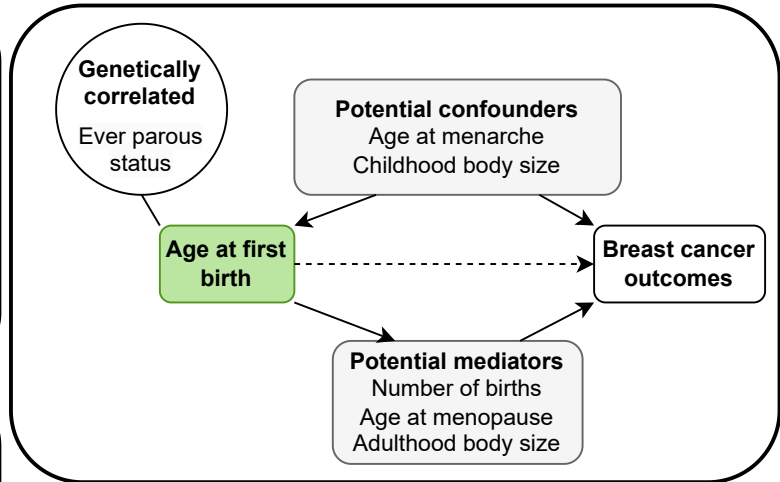 Genetically
correlated
Ever parous
status
Potential confounders
Age at menarche
Childhood body size
Age at first
birth
Breast cancer
outcomes
Potential mediators
Number of births
Age at menopause
Adulthood body size